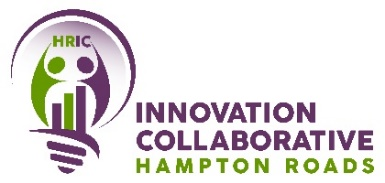 HRIC
INNOVATION
COLLABORATIVE
HAMPTON ROADS